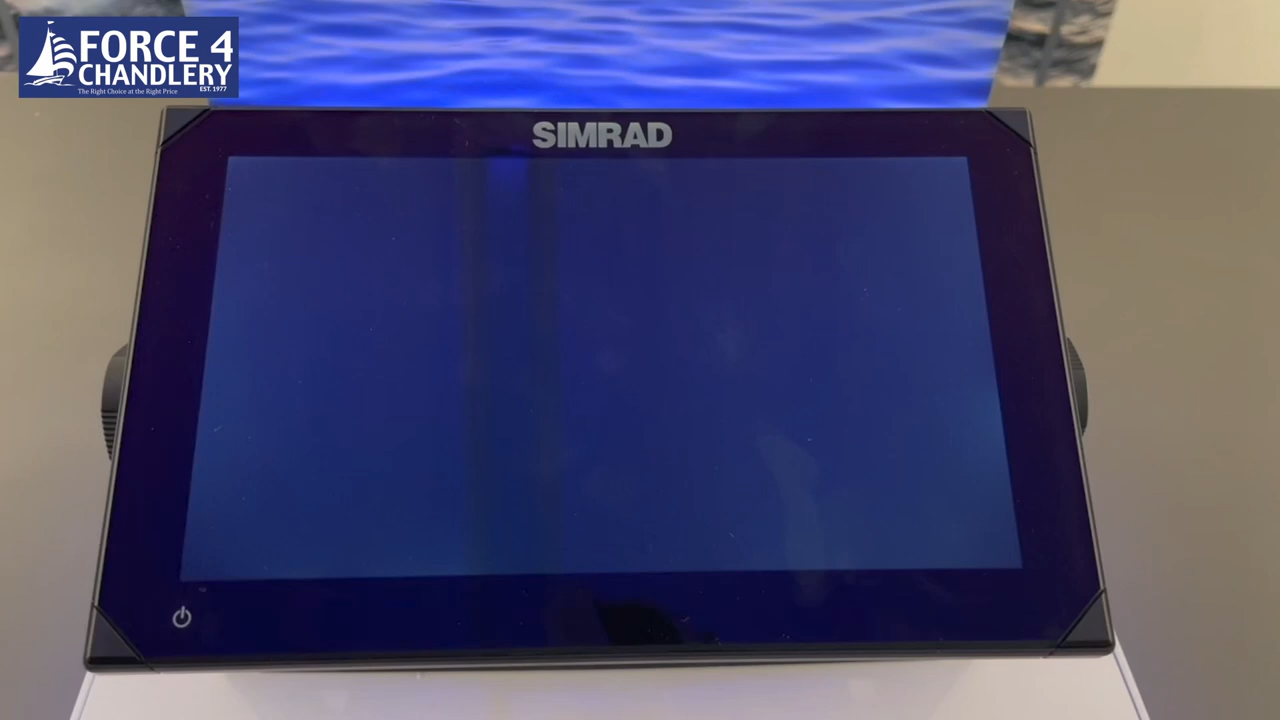 FORCE 4
CHANDLERY
The Right Choice at the Right Price
EST. 1977
SIMRAD